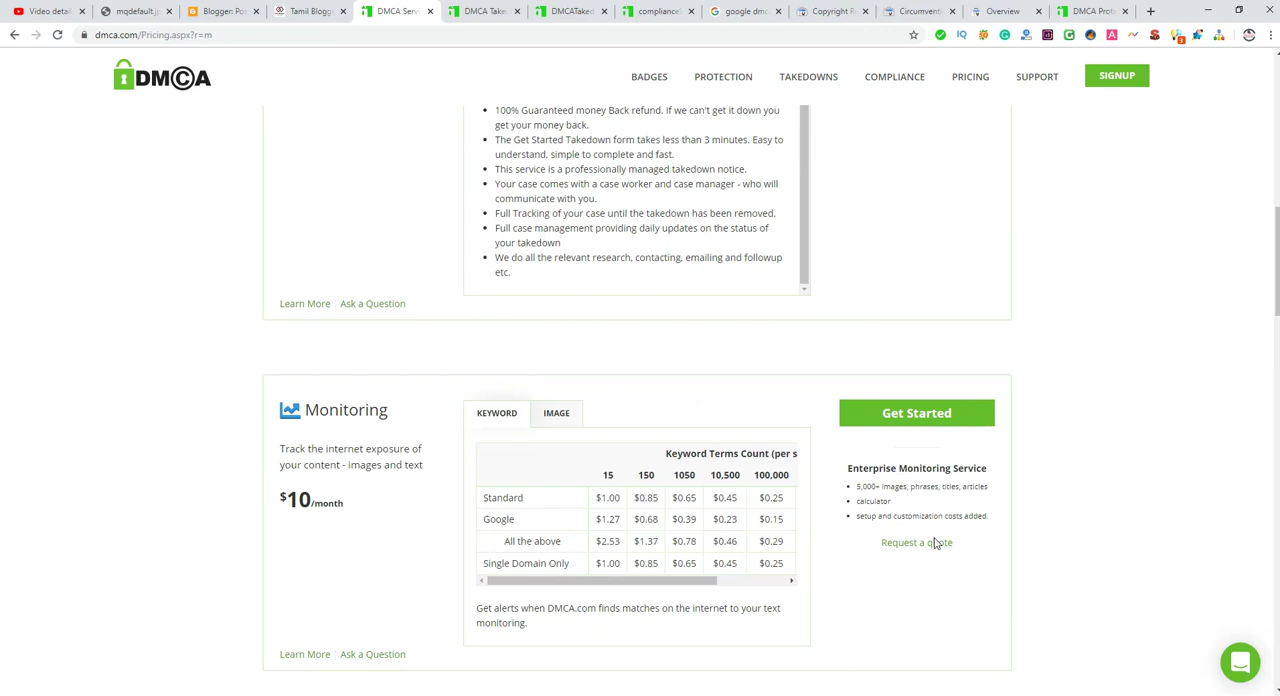 Video detail
mqdefault.jp
Blogger: Pos
Tamil Blogge
DMCA Serv
DMCA Take
DMCATaked
compliance
google dmc
Copyright R
Circumvent
Overview
DMCA Prot
dmca.com/Pricing.aspx?r=m
DMCA
BADGES
PROTECTION
TAKEDOWNS
COMPLIANCE
PRICING
SUPPORT
SIGNUP
100% Guaranteed money Back refund. If we can't get it down you
get your money back.
The Get Started Takedown form takes less than 3 minutes. Easy to
understand, simple to complete and fast.
This service is a professionally managed takedown notice.
Your case comes with a case worker and case manager - who will
communicate with you.
Full Tracking of your case until the takedown has been removed.
Full case management providing daily updates on the status of
your takedown
We do all the relevant research, contacting, emailing and followup
etc.
Learn More
Ask a Question
Monitoring
Track the internet exposure of
your content - images and text
$10/month
KEYWORD
IMAGE
Keyword Terms Count (per s
15 150 1050 10,500 100,000
Standard $1.00 $0.85 $0.65 $0.45 $0.25
Google $1.27 $0.68 $0.39 $0.23 $0.15
All the above $2.53 $1.37 $0.78 $0.46 $0.29
Single Domain Only $1.00 $0.85 $0.65 $0.45 $0.25
Get alerts when DMCA.com finds matches on the internet to your text
monitoring.
Get Started
Enterprise Monitoring Service
5,000+ images, phrases, titles, articles
calculator
setup and customization costs added.
Request a quote
Learn More
Ask a Question